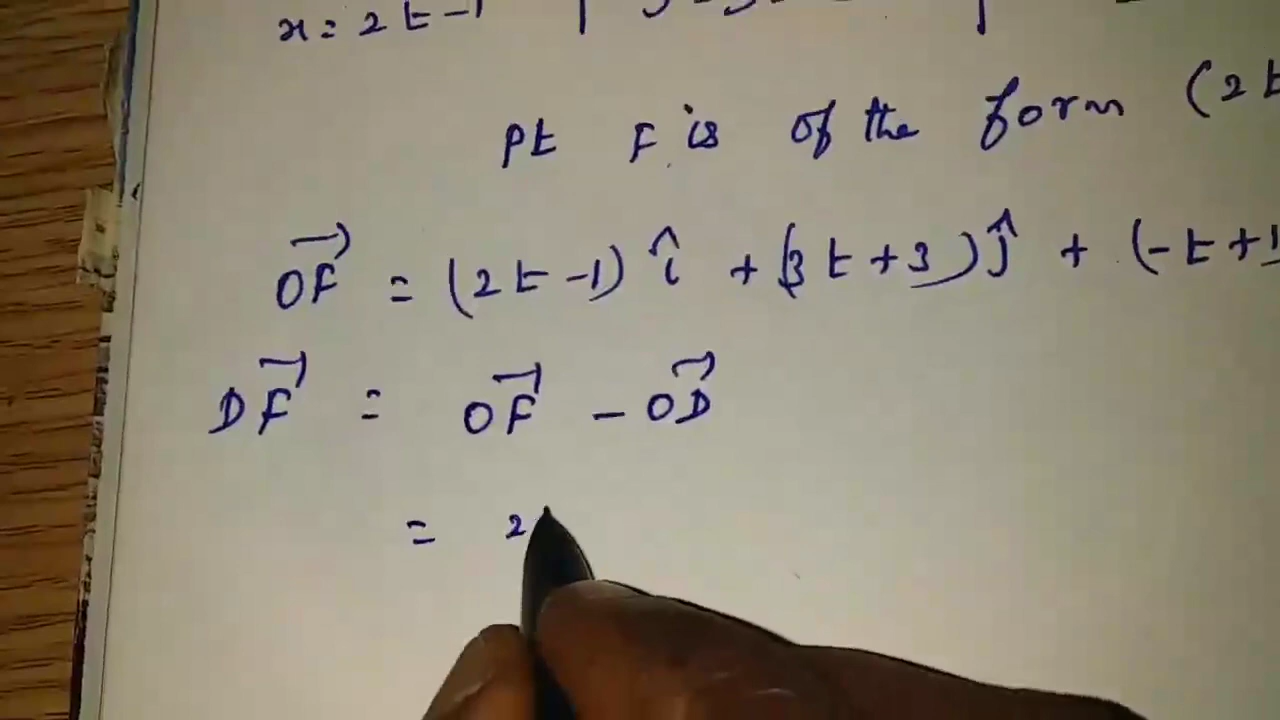 x = 2t-1
pt F is of the form (2t
OF = (2t-1) î + (3t+3)ĵ + (-t+1
DF = OF - OD
= 2